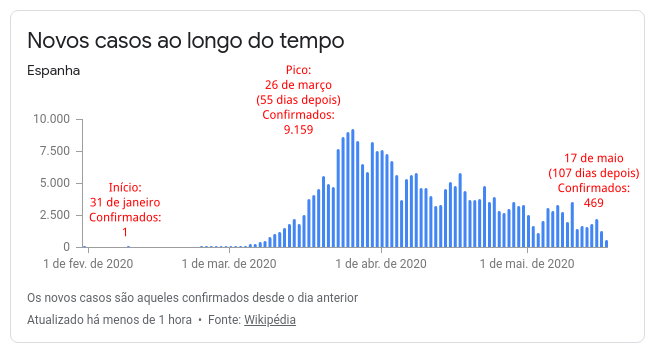 Novos casos ao longo do tempo
Espanha
Pico:
26 de março
(55 dias depois)
Confirmados:
9.159
10.000
7.500
5.000
2.500
0
Início:
31 de janeiro
Confirmados:
1
17 de maio
(107 dias depois)
Confirmados:
469
1 de fev. de 2020
1 de mar. de 2020
1 de abr. de 2020
1 de mai. de 2020
Os novos casos são aqueles confirmados desde o dia anterior
Atualizado há menos de 1 hora • Fonte: Wikipédia